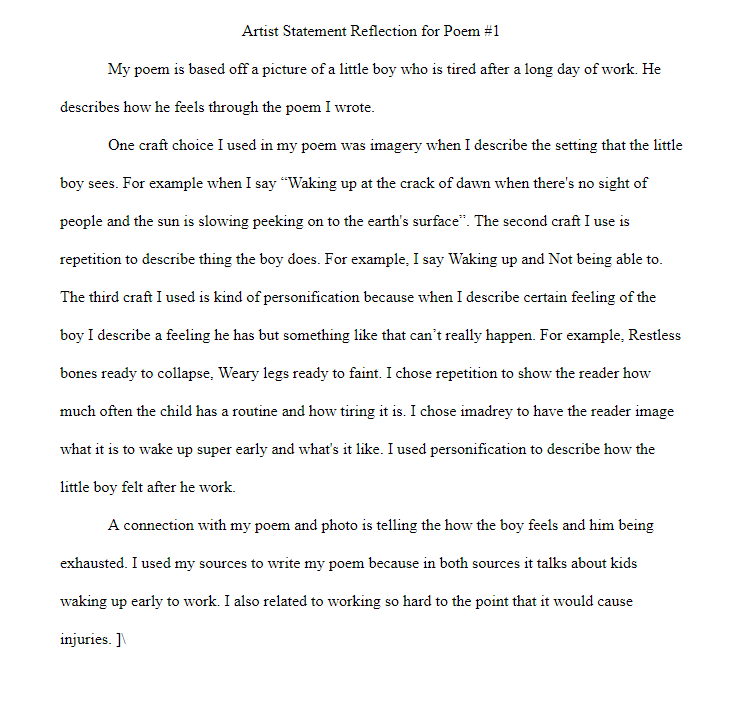 Artist Statement Reflection for Poem #1
My poem is based off a picture of a little boy who is tired after a long day of work. He
describes how he feels through the poem I wrote.
One craft choice I used in my poem was imagery when I describe the setting that the little
boy sees. For example when I say “Waking up at the crack of dawn when there's no sight of
people and the sun is slowing peeking on to the earth's surface”. The second craft I use is
repetition to describe thing the boy does. For example, I say Waking up and Not being able to.
The third craft I used is kind of personification because when I describe certain feeling of the
boy I describe a feeling he has but something like that can’t really happen. For example, Restless
bones ready to collapse, Weary legs ready to faint. I chose repetition to show the reader how
much often the child has a routine and how tiring it is. I chose imadrey to have the reader image
what it is to wake up super early and what's it like. I used personification to describe how the
little boy felt after he work.
A connection with my poem and photo is telling the how the boy feels and him being
exhausted. I used my sources to write my poem because in both sources it talks about kids
waking up early to work. I also related to working so hard to the point that it would cause
injuries. ]\